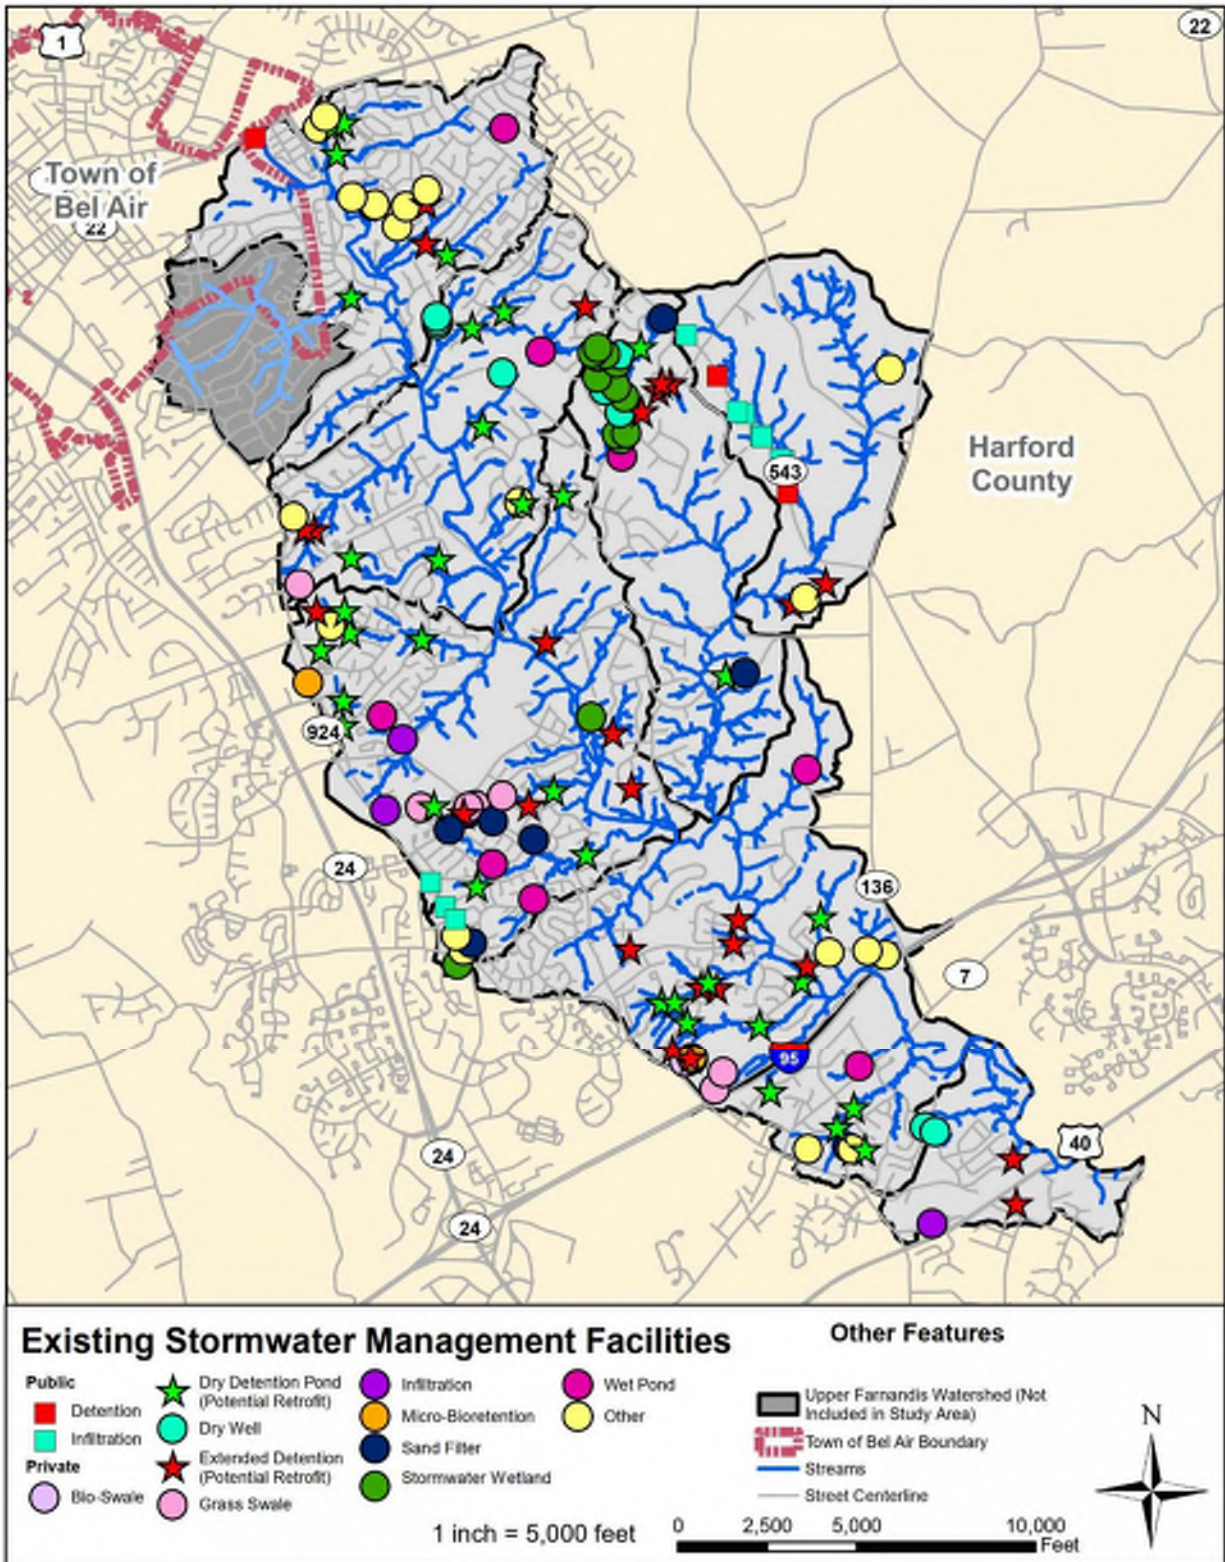 1
22
Town of
Bel Air
22
543
Harford
County
924
24
136
7
95
40
24
24
Existing Stormwater Management Facilities
Other Features
Public
Detention
Infiltration
Private
Bio-Swale
Dry Detention Pond
(Potential Retrofit)
Dry Well
Extended Detention
(Potential Retrofit)
Grass Swale
Infiltration
Micro-Bioretention
Sand Filter
Stormwater Wetland
Wet Pond
Other
Upper Farnandis Watershed (Not
Included in Study Area)
Town of Bel Air Boundary
Streams
Street Centerline
N
1 inch = 5,000 feet
0 2,500 5,000 10,000
Feet